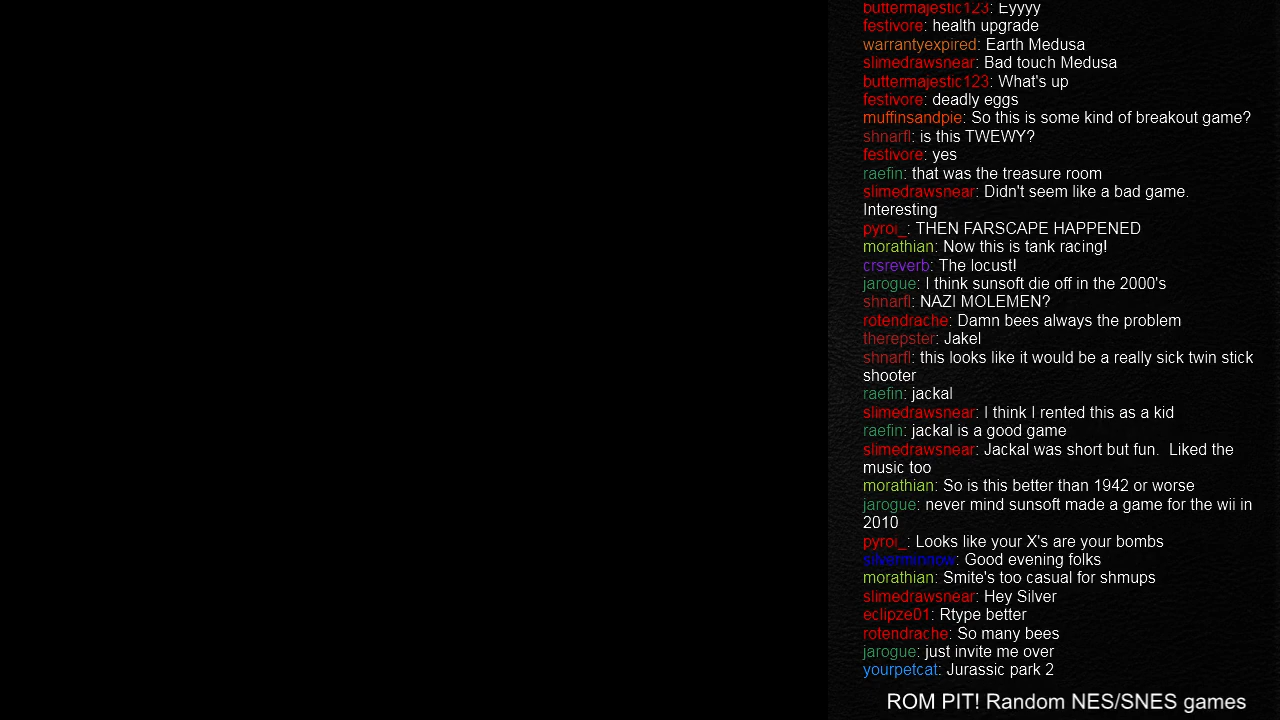 buttermajestic123: Eyyyy
festivore: health upgrade
warrantyexpired: Earth Medusa
slimedrawsnear: Bad touch Medusa
buttermajestic123: What's up
festivore: deadly eggs
muffinsandpie: So this is some kind of breakout game?
shnarfl: is this TWEWY?
festivore: yes
raefin: that was the treasure room
slimedrawsnear: Didn't seem like a bad game.
Interesting
pyroi_: THEN FARSCAPE HAPPENED
morathian: Now this is tank racing!
crsreverb: The locust!
jarogue: I think sunsoft die off in the 2000's
shnarfl: NAZI MOLEMEN?
rotendrache: Damn bees always the problem
therepster: Jakel
shnarfl: this looks like it would be a really sick twin stick
shooter
raefin: jackal
slimedrawsnear: I think I rented this as a kid
raefin: jackal is a good game
slimedrawsnear: Jackal was short but fun.  Liked the
music too
morathian: So is this better than 1942 or worse
jarogue: never mind sunsoft made a game for the wii in
2010
pyroi_: Looks like your X's are your bombs
silverminnow: Good evening folks
morathian: Smite's too casual for shmups
slimedrawsnear: Hey Silver
eclipze01: Rtype better
rotendrache: So many bees
jarogue: just invite me over
yourpetcat: Jurassic park 2
ROM PIT! Random NES/SNES games